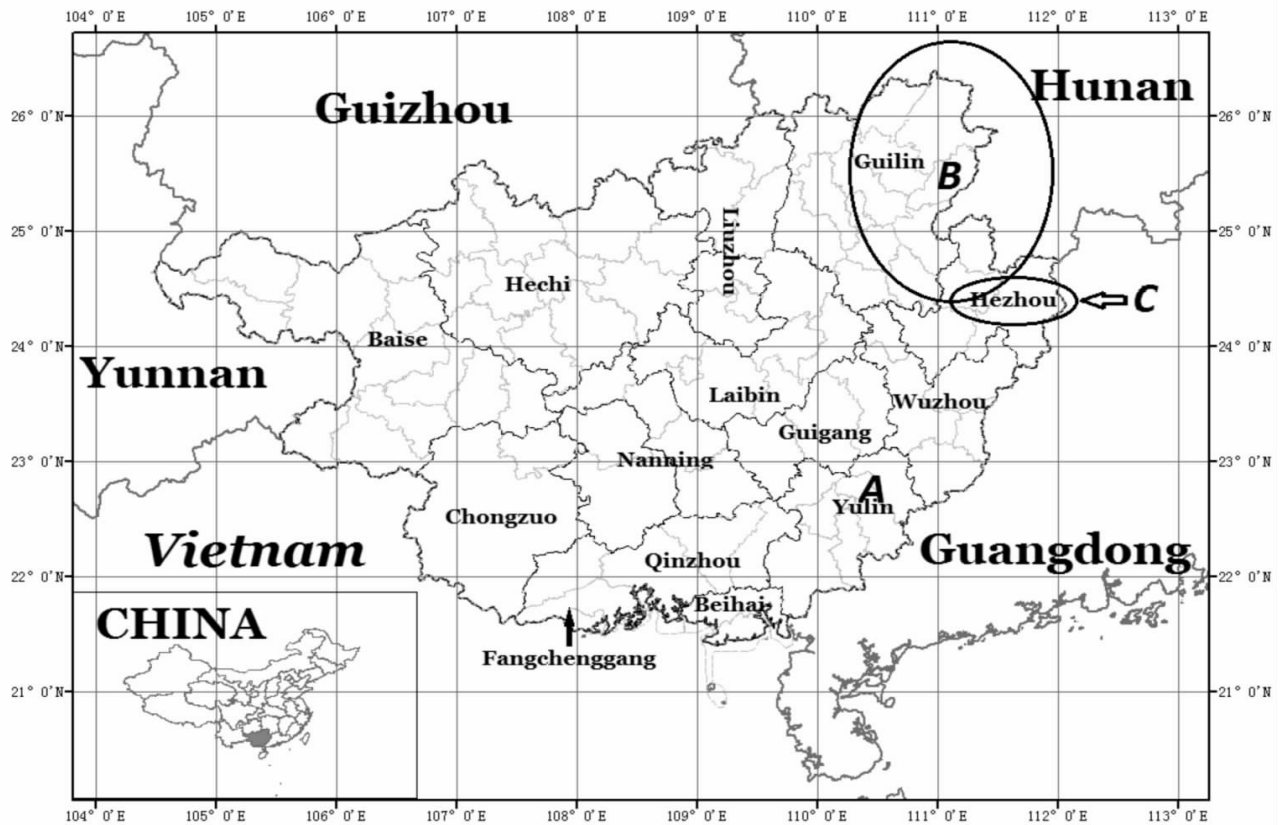 104° 0'E 105° 0'E 106° 0'E 107° 0'E 108° 0'E 109° 0'E 110° 0'E 111° 0'E 112° 0'E 113° 0'E
Hunan
Guizhou
26° 0'N 26° 0'N
Guilin
B
25° 0'N 25° 0'N
Liuzhou
Hechi
Hezhou
C
Baise
24° 0'N 24° 0'N
Yunnan
Laibin
Wuzhou
Guigang
Nanning
23° 0'N 23° 0'N
A
Yulin
Chongzuo
Vietnam
Guangdong
Qinzhou
22° 0'N 22° 0'N
Beihai
CHINA
Fangchenggang
21° 0'N 21° 0'N
104° 0'E 105° 0'E 106° 0'E 107° 0'E 108° 0'E 109° 0'E 110° 0'E 111° 0'E 112° 0'E 113° 0'E